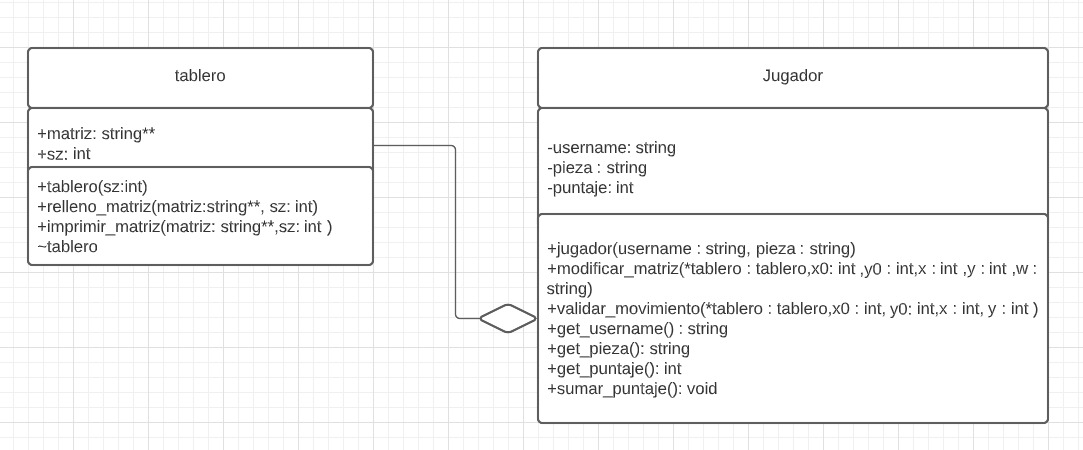 tablero
+matriz: string**
+sz: int
+tablero(sz:int)
+relleno_matriz(matriz:string**, sz: int)
+imprimir_matriz(matriz: string**,sz: int )
~tablero
Jugador
-username: string
-pieza : string
-puntaje: int
+jugador(username : string, pieza : string)
+modificar_matriz(*tablero : tablero,x0: int ,y0 : int,x : int ,y : int ,w :
string)
+validar_movimiento(*tablero : tablero,x0 : int, y0: int,x : int, y : int )
+get_username() : string
+get_pieza(): string
+get_puntaje(): int
+sumar_puntaje(): void